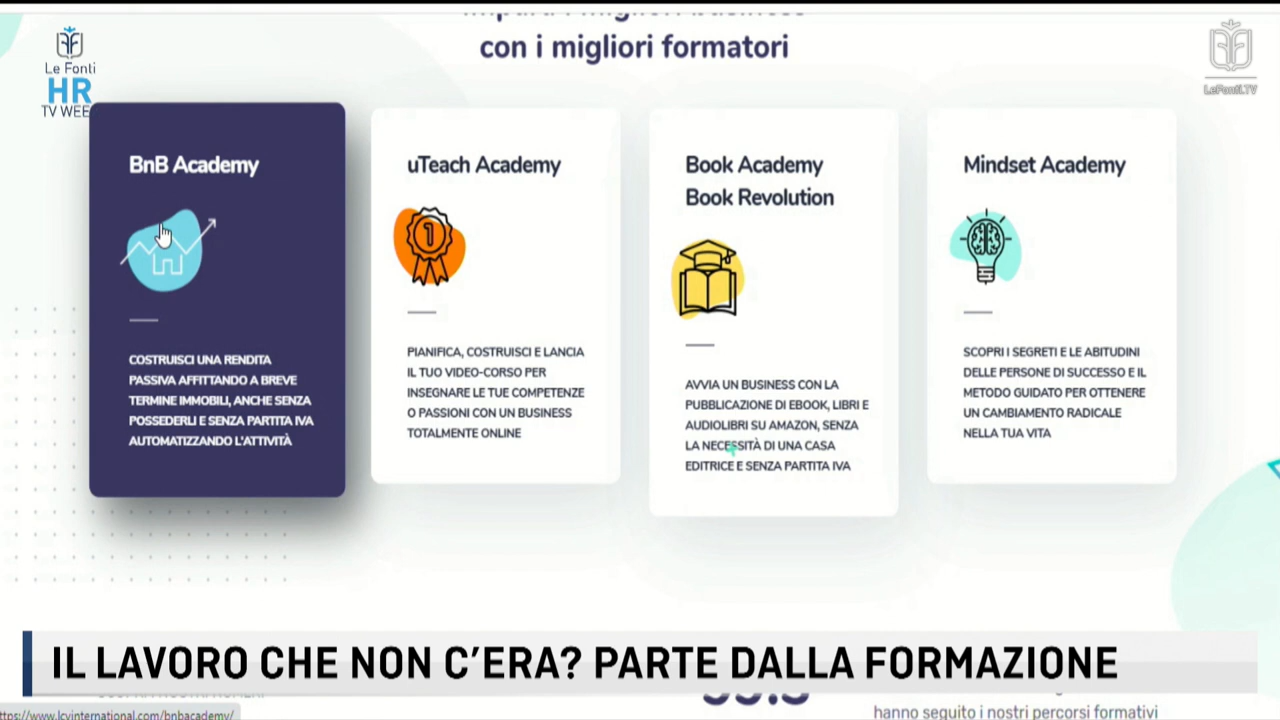 Impara i migliori business
con i migliori formatori
Le Fonti
HR
TV WEE
LeFonti.TV
BnB Academy
COSTRUISCI UNA RENDITA
PASSIVA AFFITTANDO A BREVE
TERMINE IMMOBILI, ANCHE SENZA
POSSEDERLI E SENZA PARTITA IVA
AUTOMATIZZANDO L'ATTIVITÀ
uTeach Academy
1
PIANIFICA, COSTRUISCI E LANCIA
IL TUO VIDEO-CORSO PER
INSEGNARE LE TUE COMPETENZE
O PASSIONI CON UN BUSINESS
TOTALMENTE ONLINE
Book Academy
Book Revolution
AVVIA UN BUSINESS CON LA
PUBBLICAZIONE DI EBOOK, LIBRI E
AUDIOLIBRI SU AMAZON, SENZA
LA NECESSITÀ DI UNA CASA
EDITRICE E SENZA PARTITA IVA
Mindset Academy
SCOPRI I SEGRETI E LE ABITUDINI
DELLE PERSONE DI SUCCESSO E IL
METODO GUIDATO PER OTTENERE
UN CAMBIAMENTO RADICALE
NELLA TUA VITA
IL LAVORO CHE NON C'ERA? PARTE DALLA FORMAZIONE
hanno seguito i nostri percorsi formativi
ttps://www.lcvinternational.com/bnbacademy/